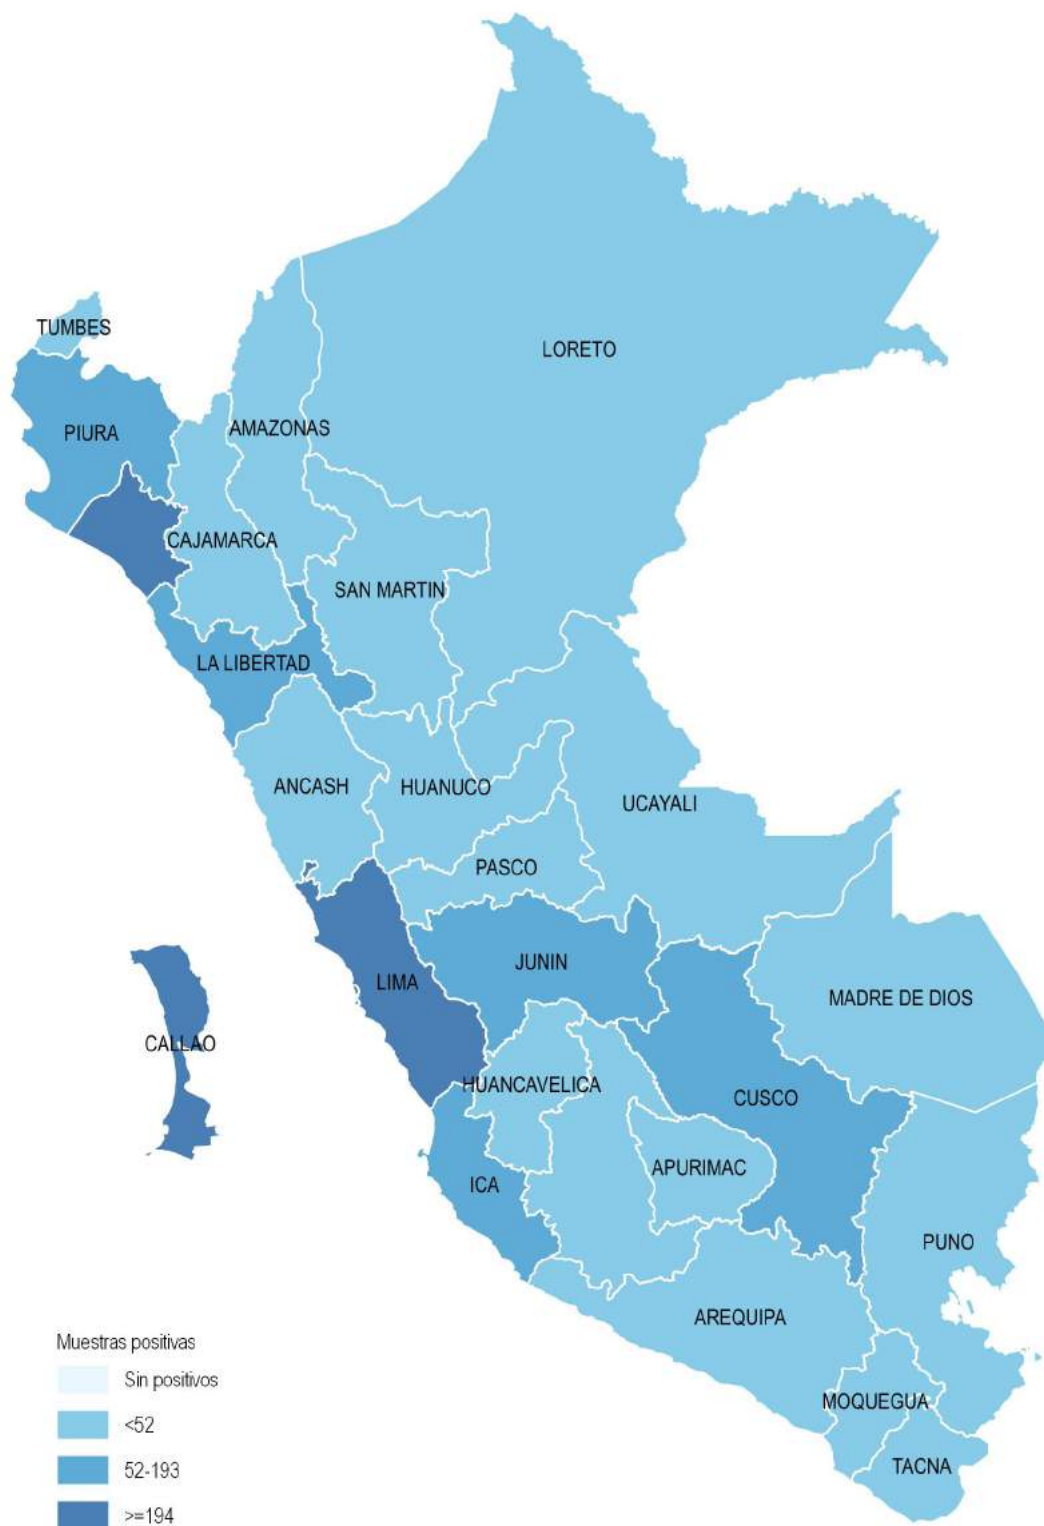 TUMBES
LORETO
PIURA
AMAZONAS
CAJAMARCA
SAN MARTIN
LA LIBERTAD
ANCASH
HUANUCO
UCAYALI
PASCO
JUNIN
LIMA
MADRE DE DIOS
CALLAO
HUANCAVELICA
CUSCO
APURIMAC
ICA
PUNO
AREQUIPA
MOQUEGUA
TACNA
Muestras positivas
Sin positivos
<52
52-193
>=194